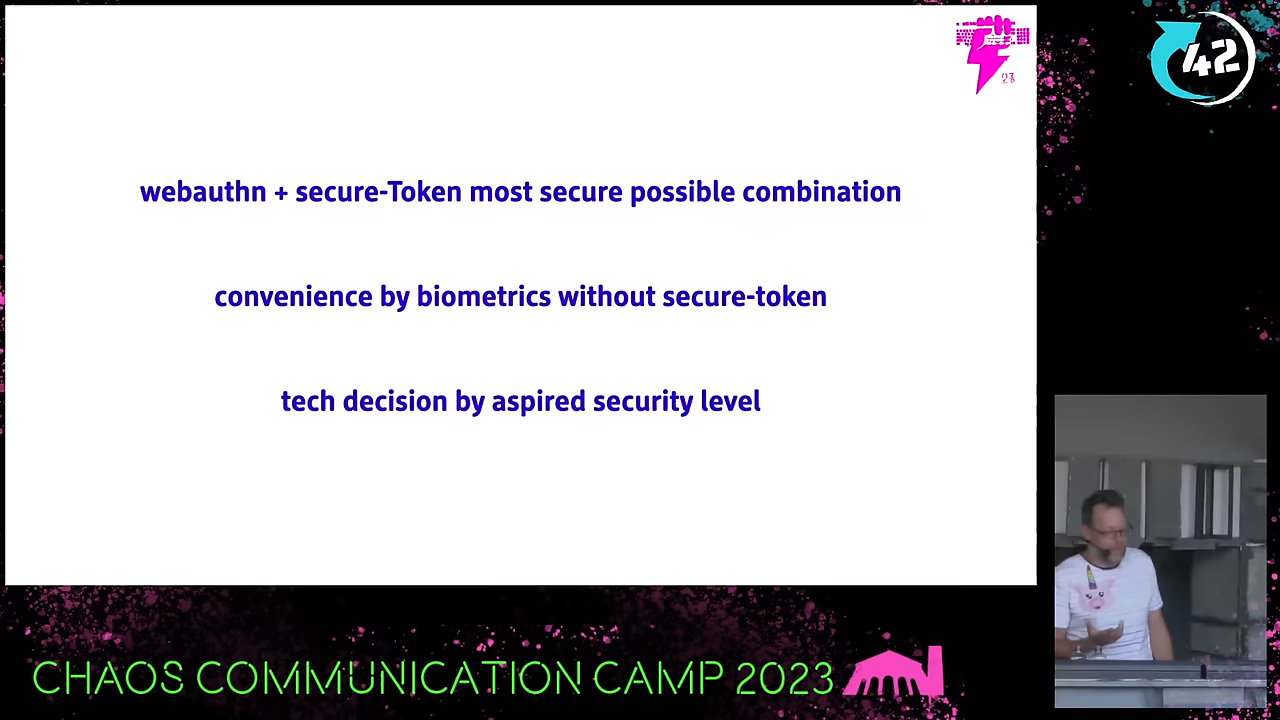 webauthn + secure-Token most secure possible combination
convenience by biometrics without secure-token
tech decision by aspired security level
42
CHAOS COMMUNICATION CAMP 2023